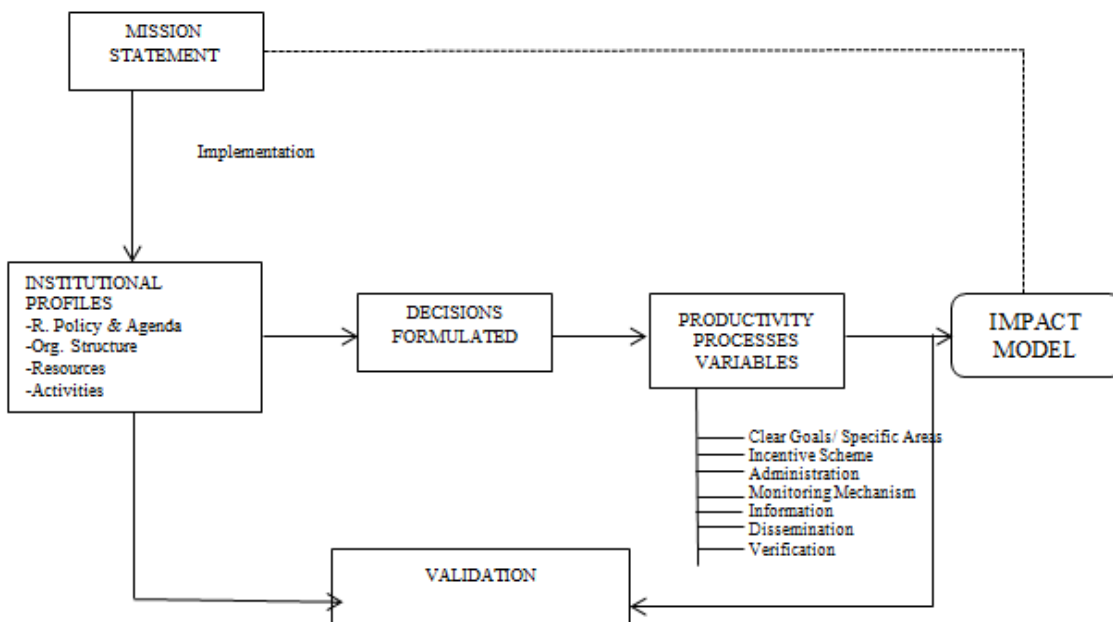 MISSION
STATEMENT
Implementation
INSTITUTIONAL
PROFILES
-R. Policy & Agenda
-Org. Structure
-Resources
-Activities
DECISIONS
FORMULATED
PRODUCTIVITY
PROCESSES
VARIABLES
IMPACT
MODEL
Clear Goals/ Specific Areas
Incentive Scheme
Administration
Monitoring Mechanism
Information
Dissemination
Verification
VALIDATION